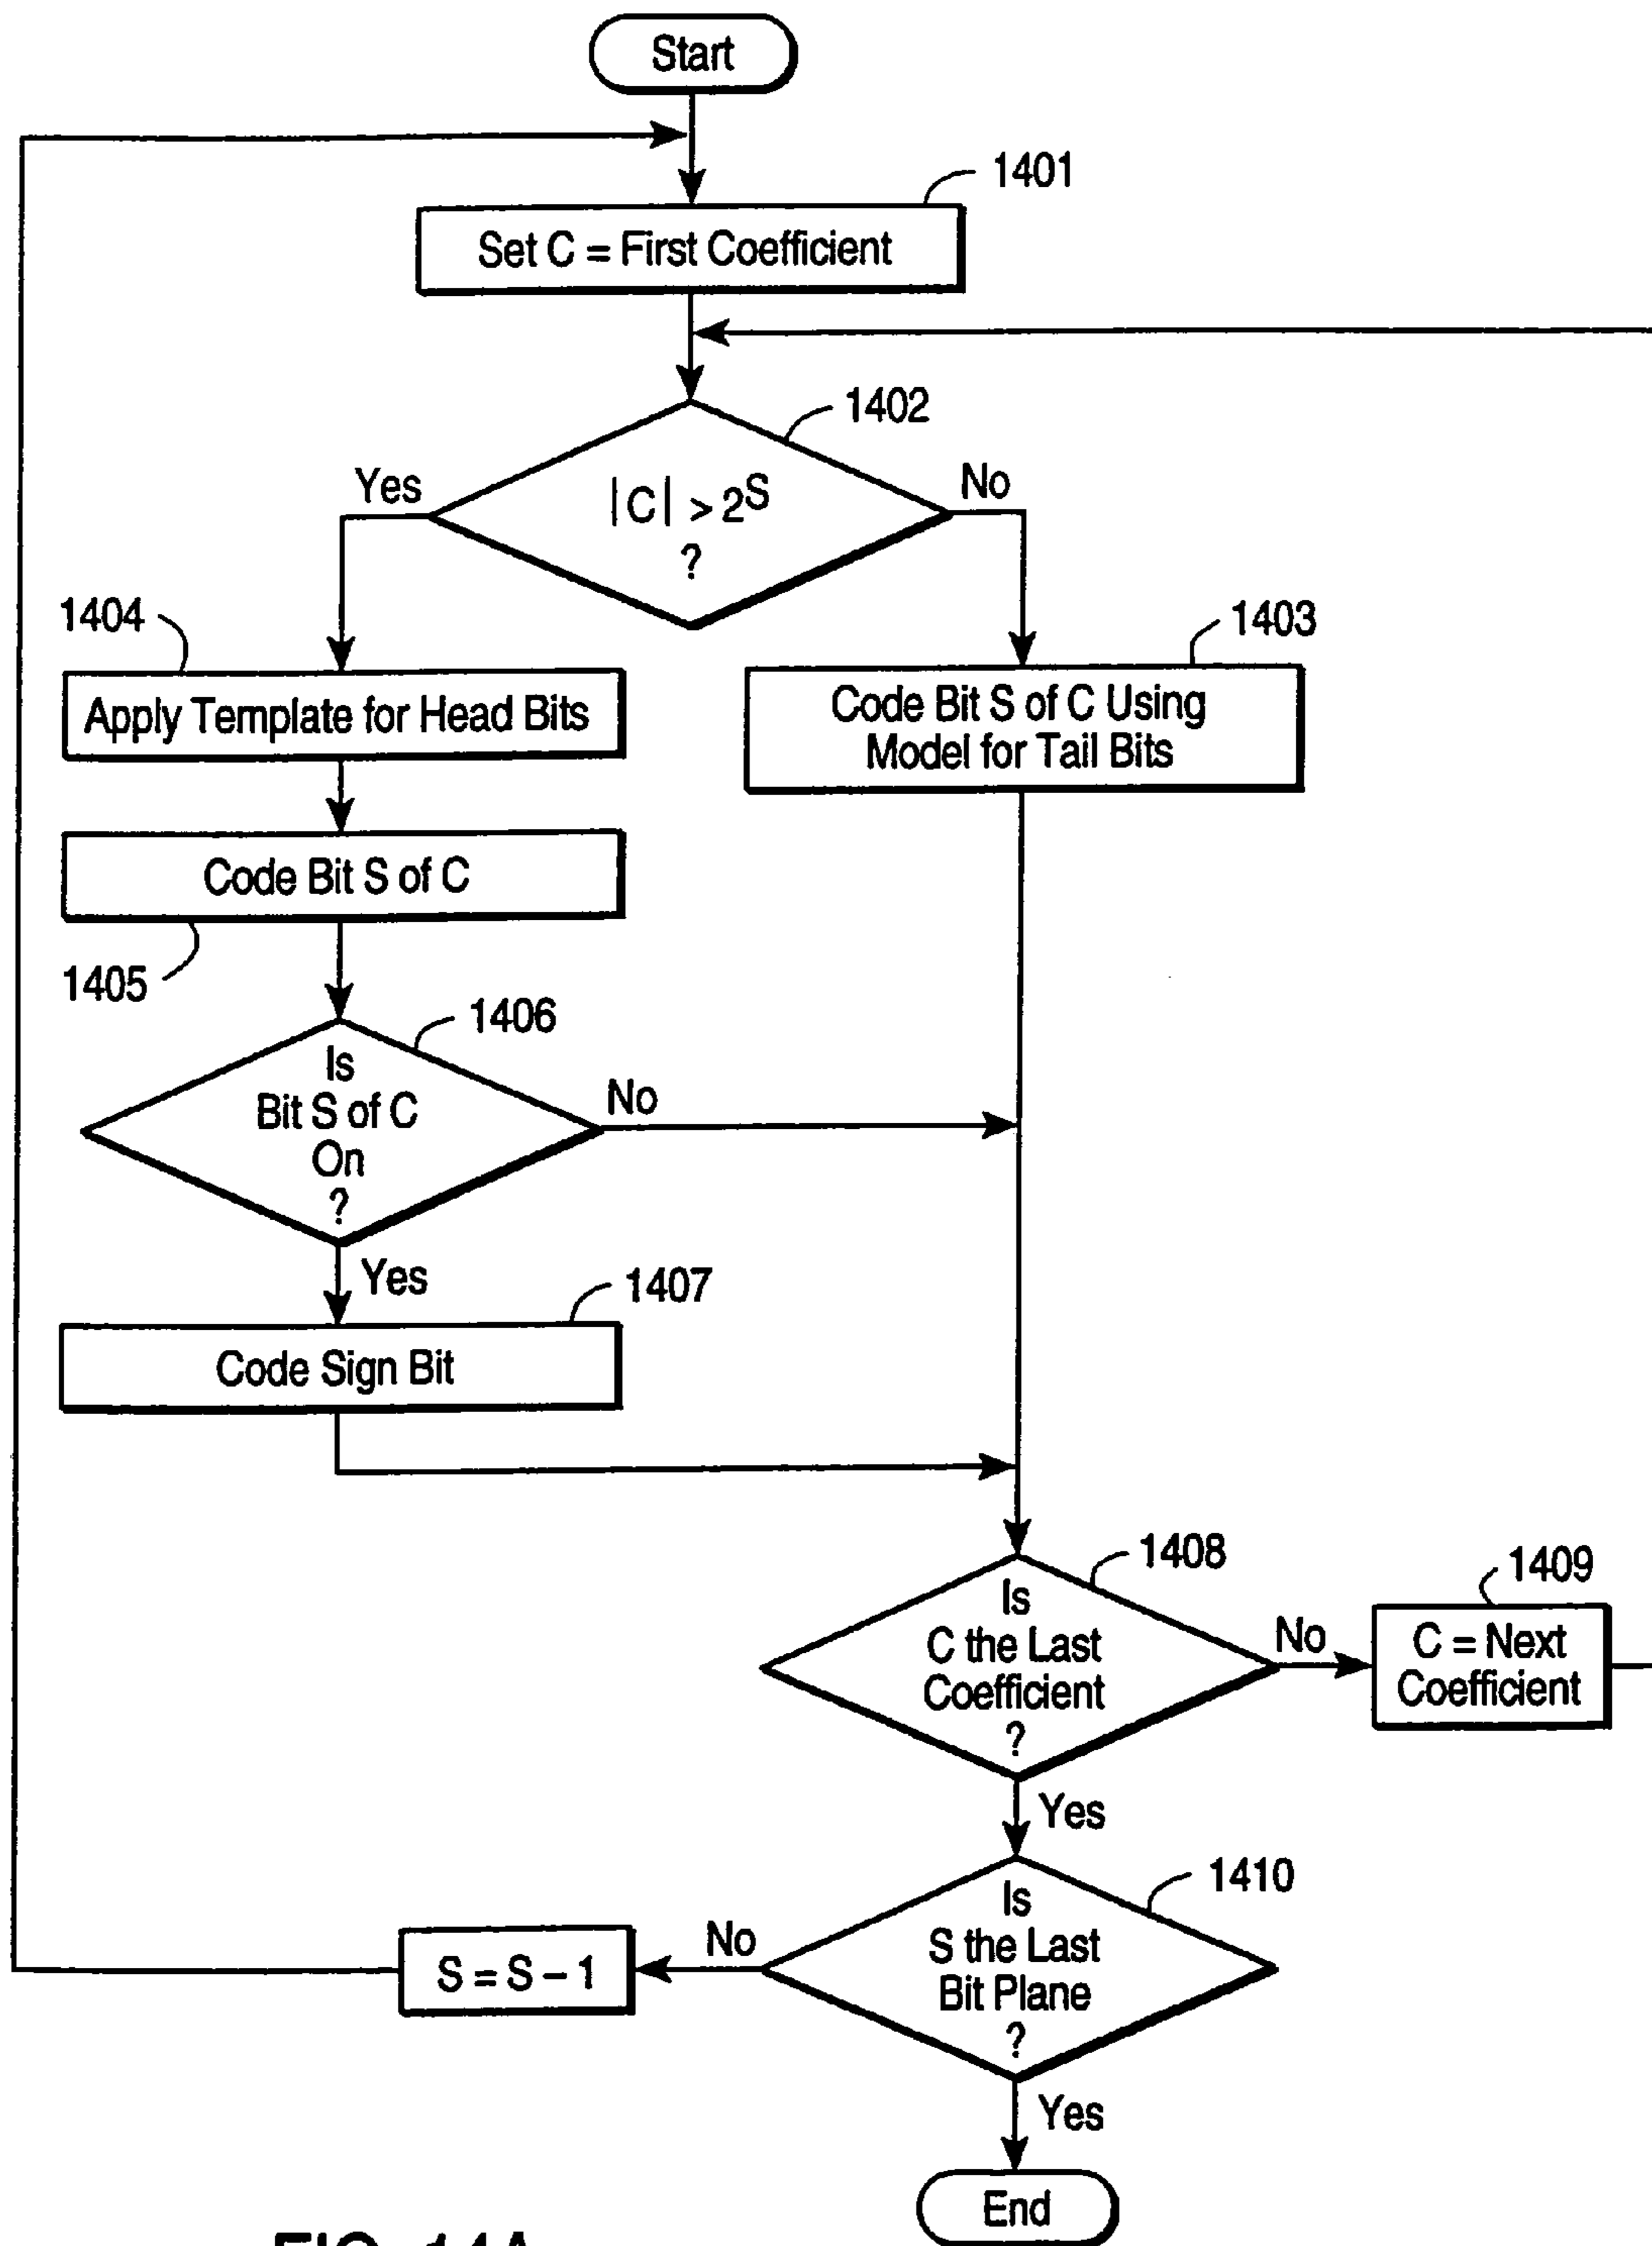 Start
1401
Set C = First Coefficient
1402
Yes
|C| > 2^S
?
No
1404
1403
Apply Template for Head Bits
Code Bit S of C Using
Model for Tail Bits
Code Bit S of C
1405
1406
Is
Bit S of C
On
?
No
Yes
1407
Code Sign Bit
1408
1409
Is
C the Last
Coefficient
?
No
C = Next
Coefficient
Yes
1410
Is
S the Last
Bit Plane
?
No
S = S – 1
Yes
End
FIG. 14A